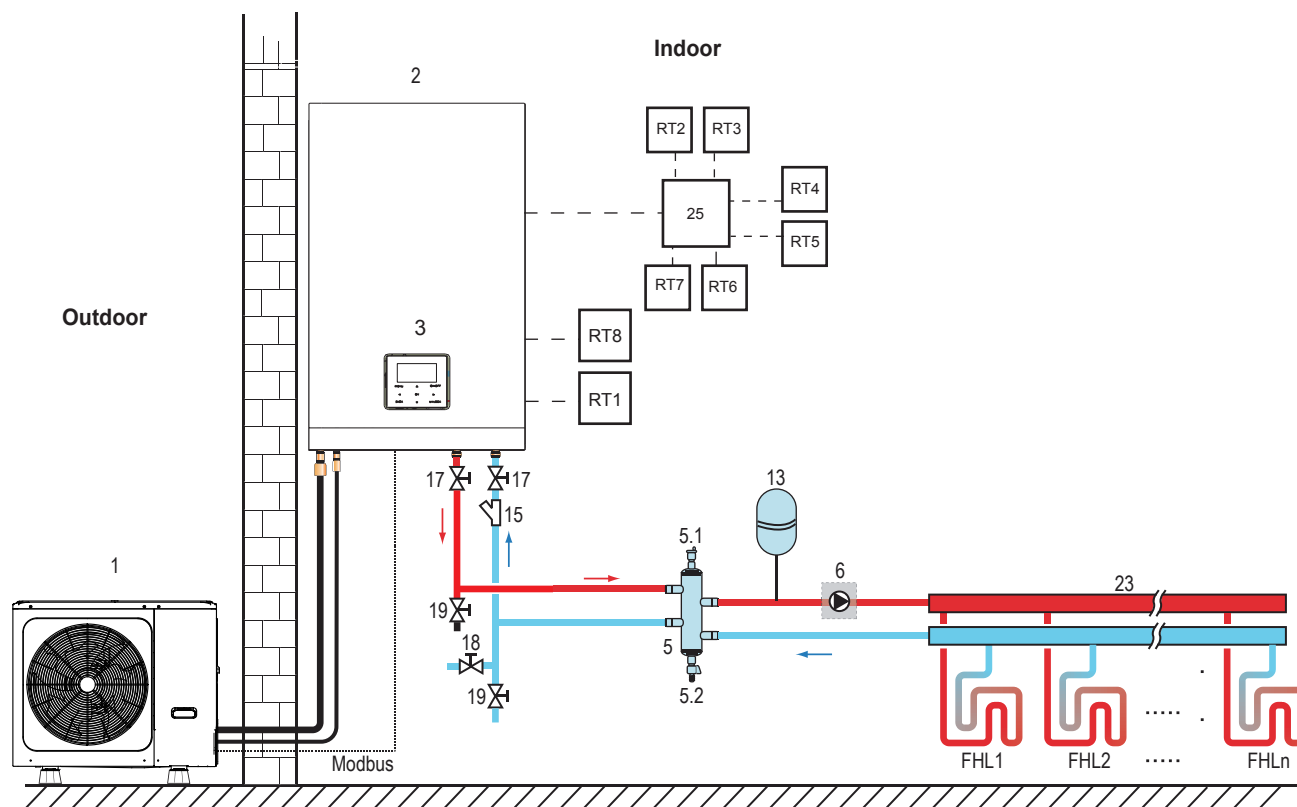 Indoor
2
RT2 RT3
RT4
25
RT5
RT7 RT6
Outdoor
3
RT8
RT1
17 17
13
15
5.1
1
6
23
19
18
5
19
5.2
.....
.
.
FHL1 FHL2 ..... FHLn
Modbus